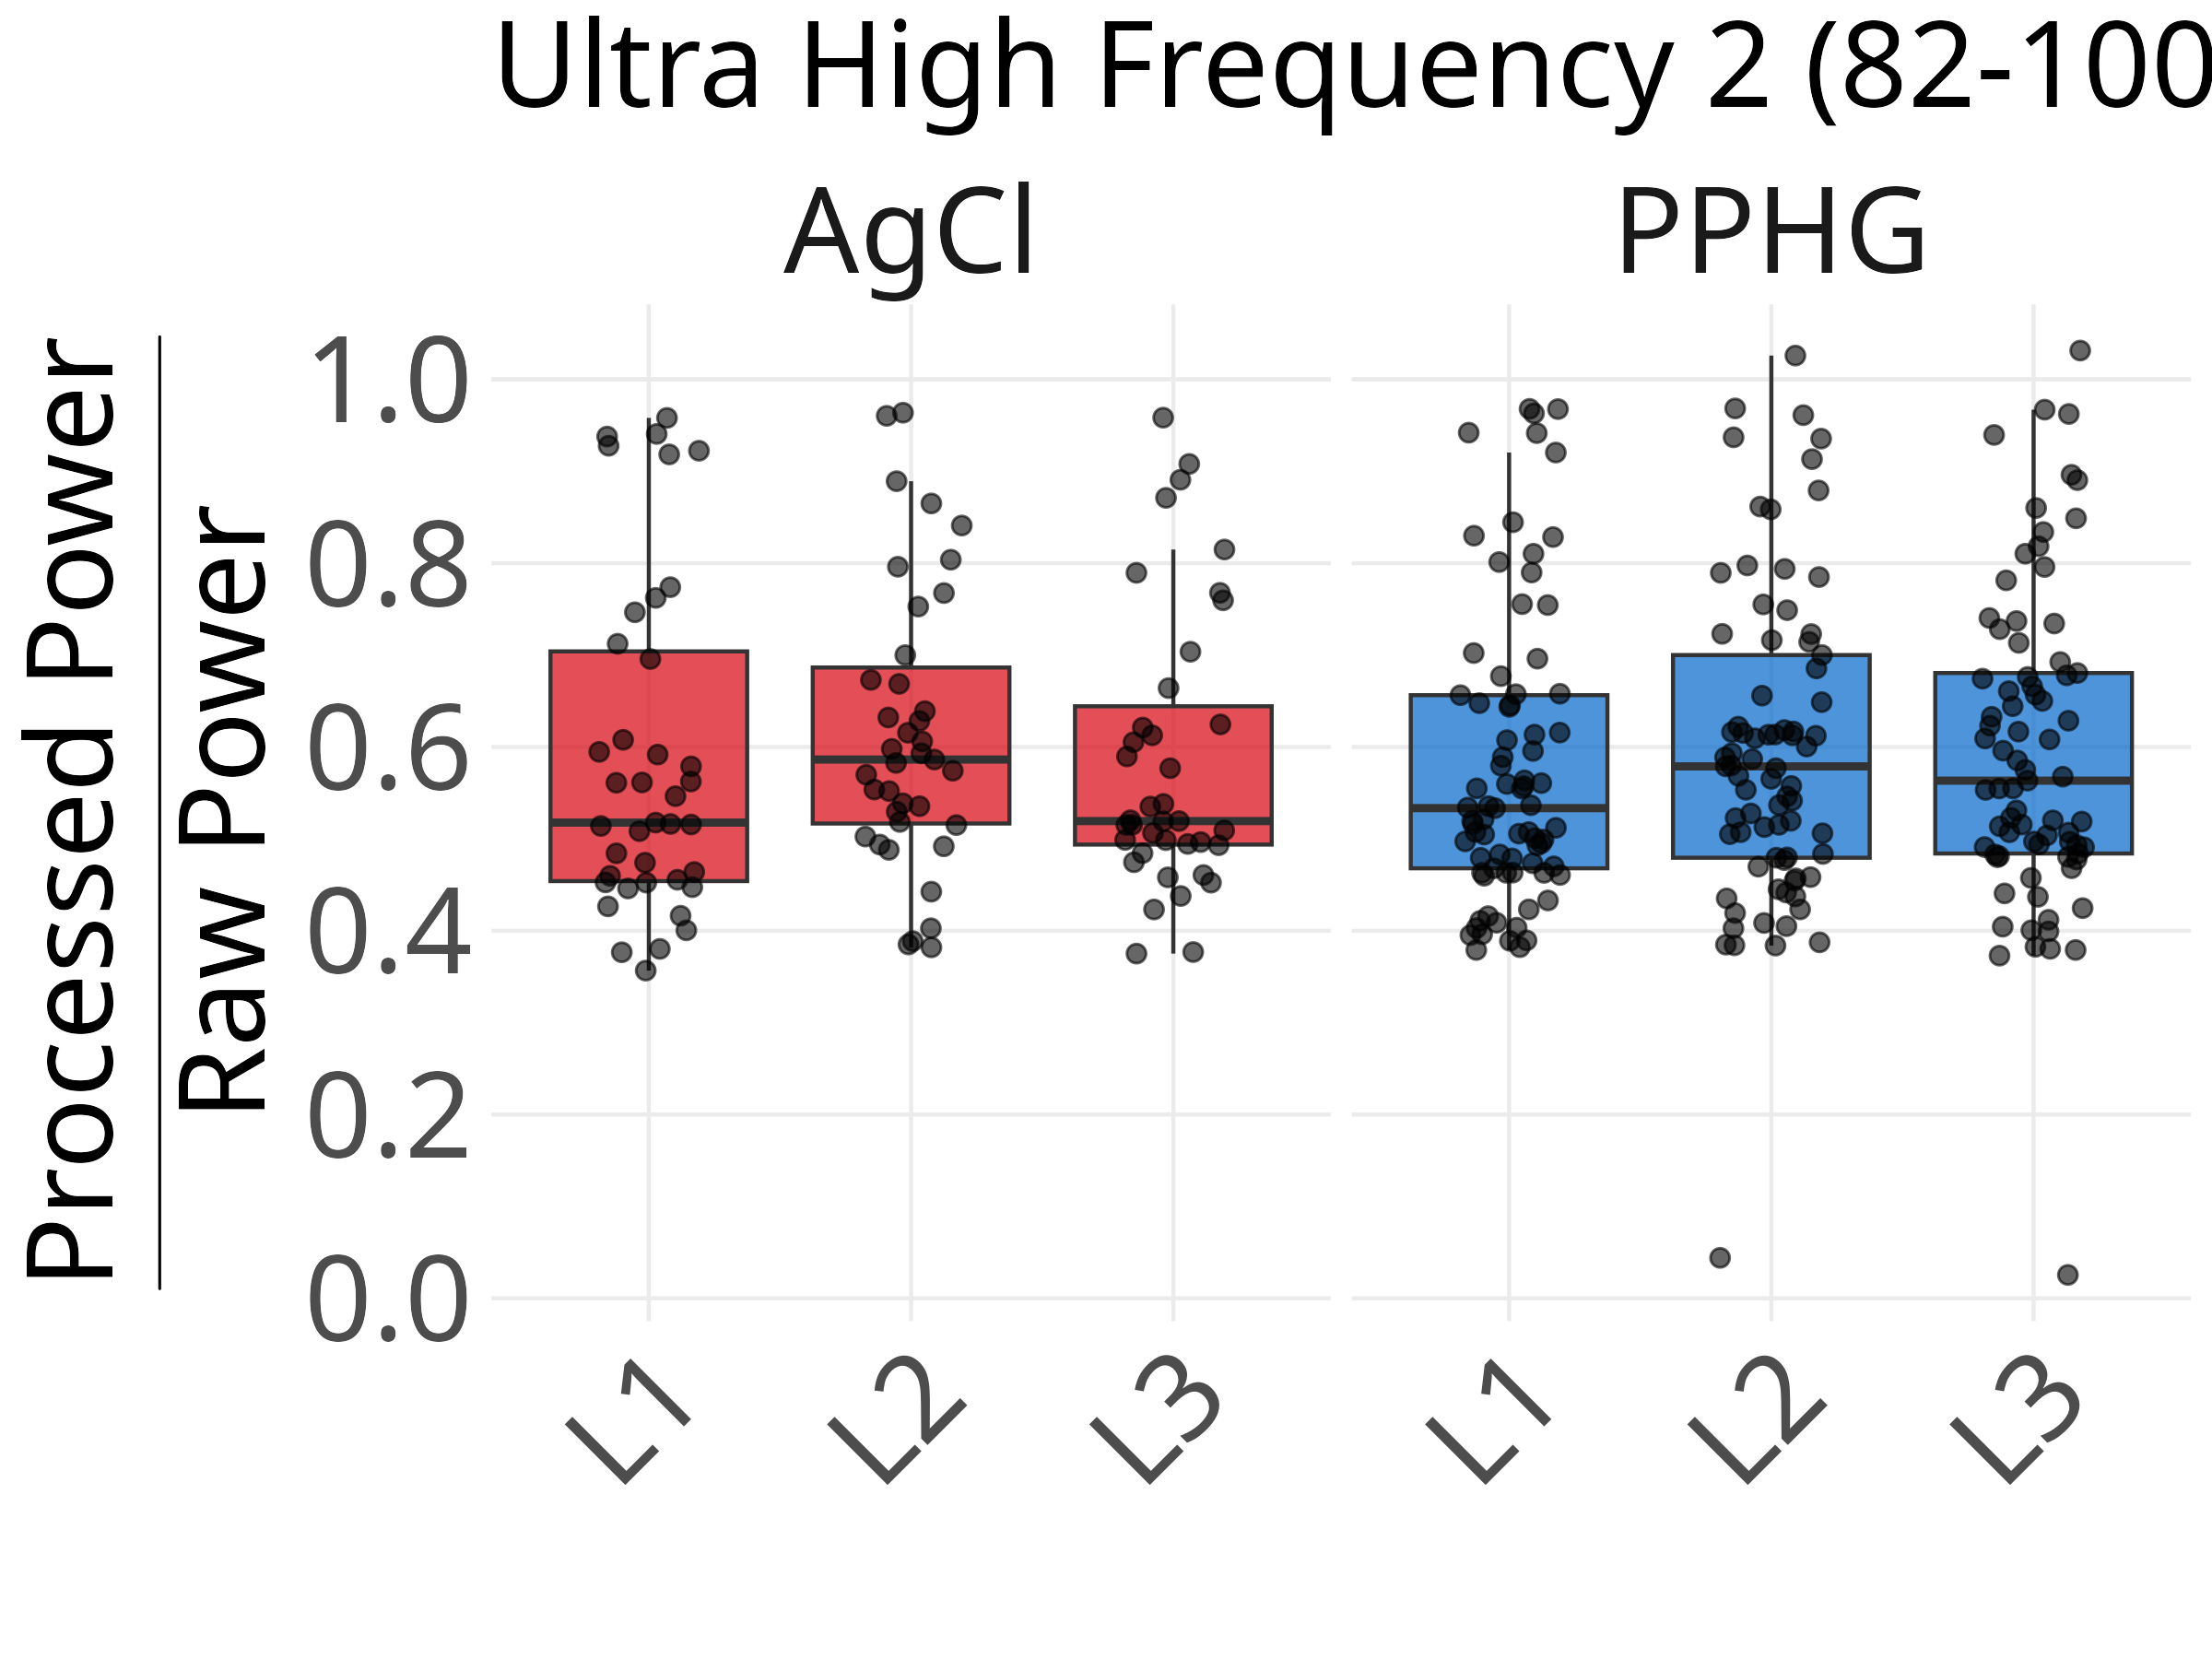 Ultra High Frequency 2 (82-100
AgCl
PPHG
Processed Power
Raw Power
1.0
0.8
0.6
0.4
0.2
0.0
L1
L2
L3
L1
L2
L3